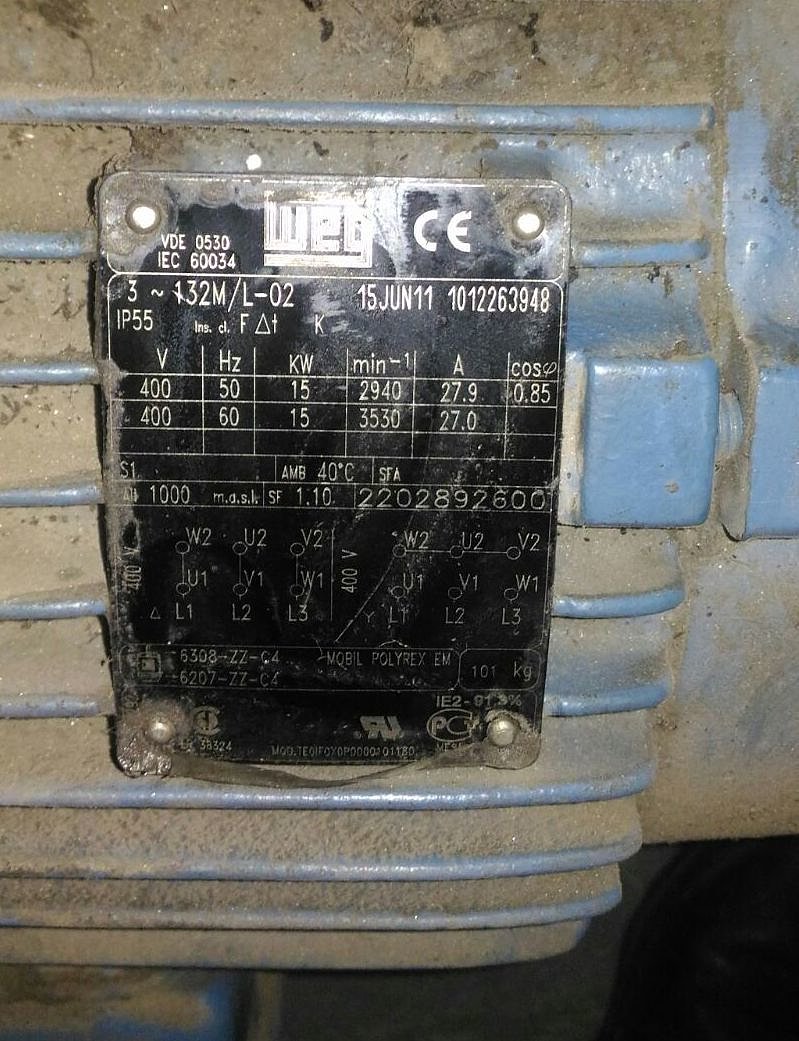 VDE 0530
IEC 60034
WEG CE
3 ~ 132M/L-02 15JUN11 1012263948
IP55 Ins. cl. F Δt K
V Hz KW min⁻¹ A cosφ
400 50 15 2940 27.9 0.85
400 60 15 3530 27.0
S1 AMB 40°C SFA
1000 m.a.s.l. SF 1.10 2202892600
W2 U2 V2 W2 U2 V2
400 V 400 V
U1 V1 W1 U1 V1 W1
Δ L1 L2 L3 Y L1 L2 L3
6308-ZZ-C4 MOBIL POLYREX EM
6207-ZZ-C4 101 kg
IE2-91.3%
38324